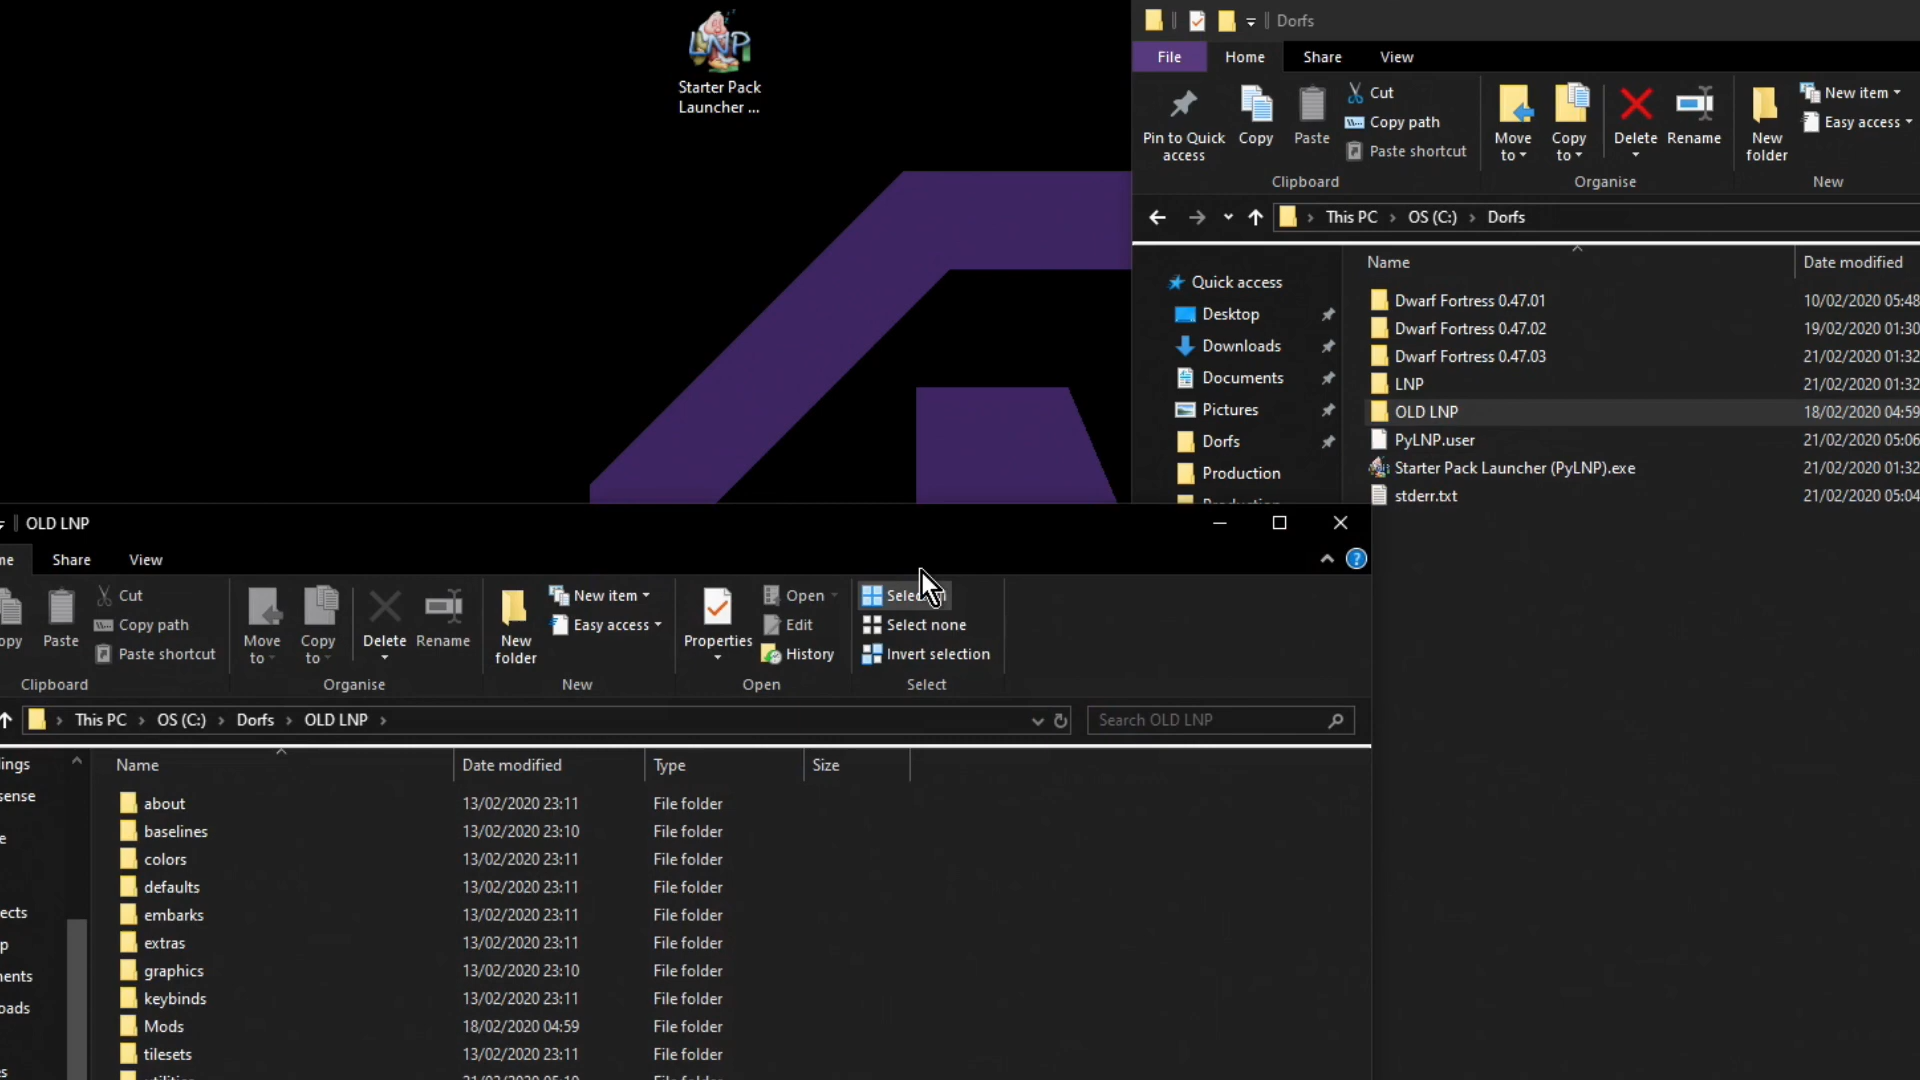 LNP
Starter Pack
Launcher ...
Dorfs
File
Home
Share
View
Pin to Quick
access
Copy
Paste
Cut
Copy path
Paste shortcut
Move
to
Copy
to
Delete
Rename
New
folder
New item
Easy access
Clipboard
Organise
New
This PC
OS (C:)
Dorfs
Name
Date modified
Quick access
Desktop
Downloads
Documents
Pictures
Dorfs
Production
Dwarf Fortress 0.47.01 10/02/2020 05:48
Dwarf Fortress 0.47.02 19/02/2020 01:30
Dwarf Fortress 0.47.03 21/02/2020 01:32
LNP 21/02/2020 01:32
OLD LNP 18/02/2020 04:59
PyLNP.user 21/02/2020 05:06
Starter Pack Launcher (PyLNP).exe 21/02/2020 01:32
stderr.txt 21/02/2020 05:04
OLD LNP
me
Share
View
opy
Paste
Cut
Copy path
Paste shortcut
Move
to
Copy
to
Delete
Rename
New
folder
New item
Easy access
Properties
Open
Edit
History
Select none
Invert selection
Clipboard
Organise
New
Open
Select
This PC
OS (C:)
Dorfs
OLD LNP
Search OLD LNP
ings
sense
e
ects
p
nents
oads
s
Name Date modified Type Size
about 13/02/2020 23:11 File folder
baselines 13/02/2020 23:10 File folder
colors 13/02/2020 23:11 File folder
defaults 13/02/2020 23:11 File folder
embarks 13/02/2020 23:11 File folder
extras 13/02/2020 23:11 File folder
graphics 13/02/2020 23:10 File folder
keybinds 13/02/2020 23:11 File folder
Mods 18/02/2020 04:59 File folder
tilesets 13/02/2020 23:11 File folder